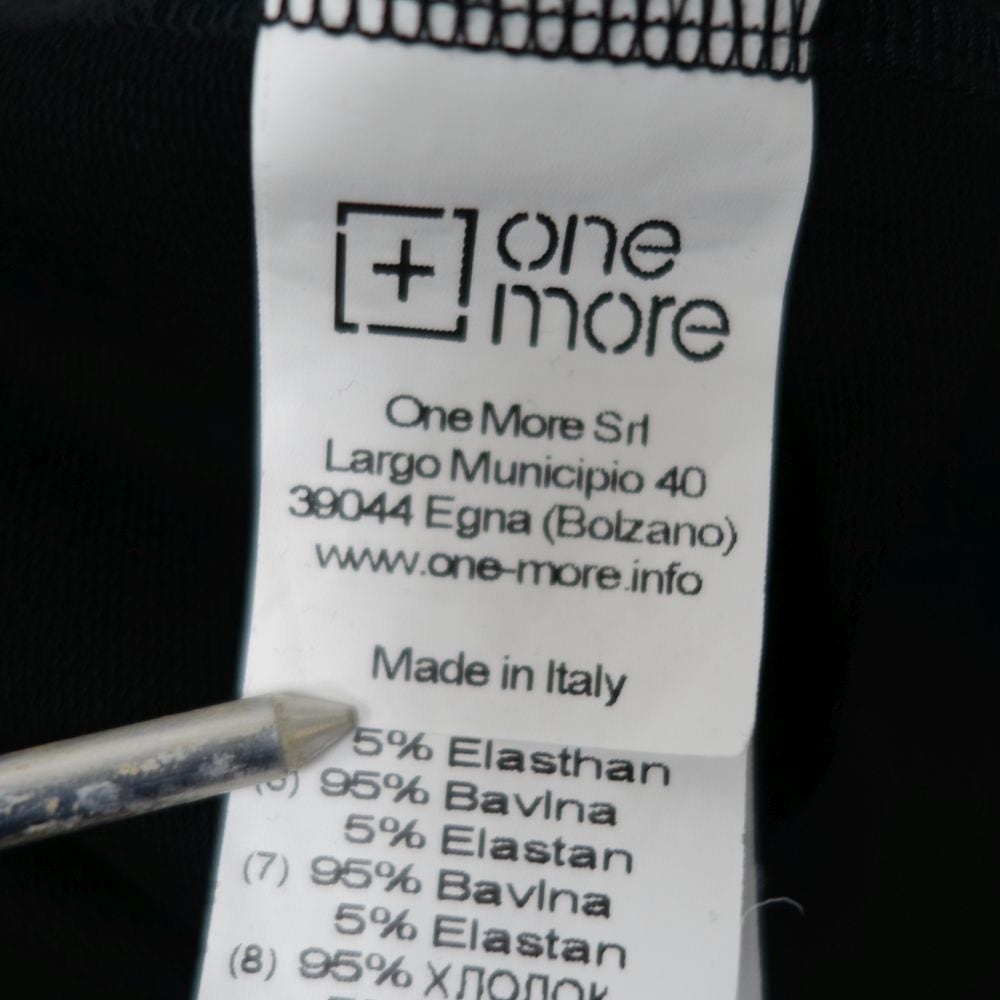 one
more
One More Srl
Largo Municipio 40
39044 Egna (Bolzano)
www.one-more.info
Made in Italy
5% Elasthan
(6) 95% Bavlna
5% Elastan
(7) 95% Bavlna
5% Elastan
(8) 95% ХЛОПОК